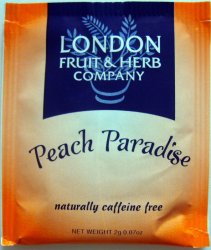 LONDON
FRUIT & HERB
COMPANY
Peach Paradise
naturally caffeine free
NET WEIGHT 2g 0.07oz